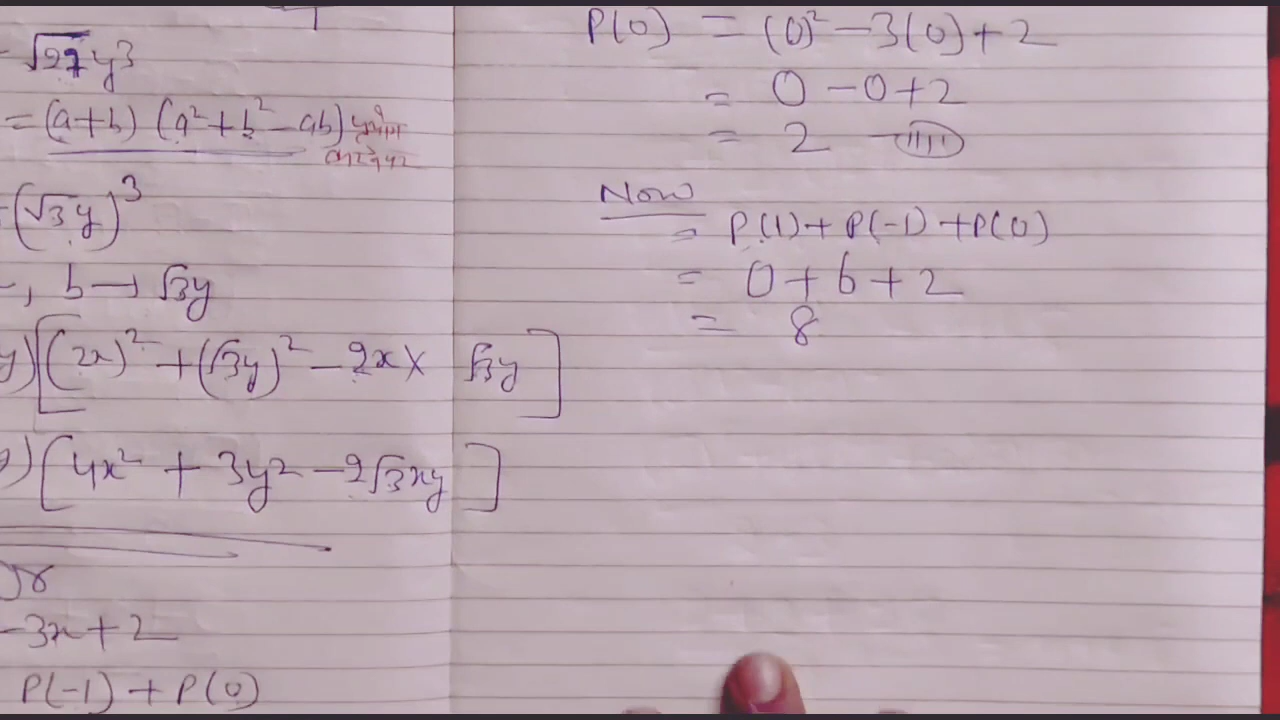 √27 y³
= (a+b) (a²+b²-ab)
(√3y)³
, b → √3y
y) [(2x)² + (√3y)² - 2x × √3y]
) [4x² + 3y² - 2√3xy]
Or
-3x+2
P(-1) + P(0)
P(0) = (0)² - 3(0) + 2
= 0 - 0 + 2
= 2
Now
= P(1) + P(-1) + P(0)
= 0 + 6 + 2
= 8